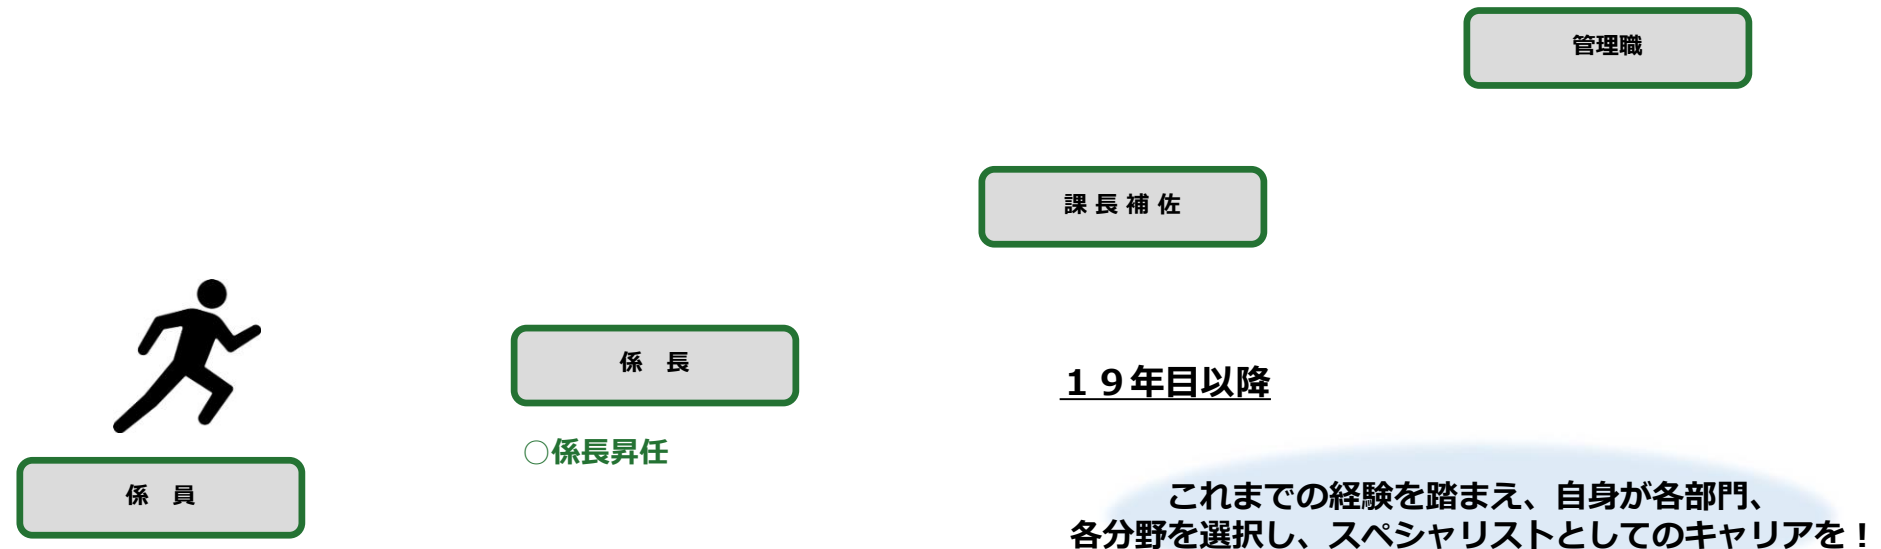 管理職
課長補佐
係　長
１９年目以降
○係長昇任
係　員
これまでの経験を踏まえ、自身が各部門、
各分野を選択し、スペシャリストとしてのキャリアを！